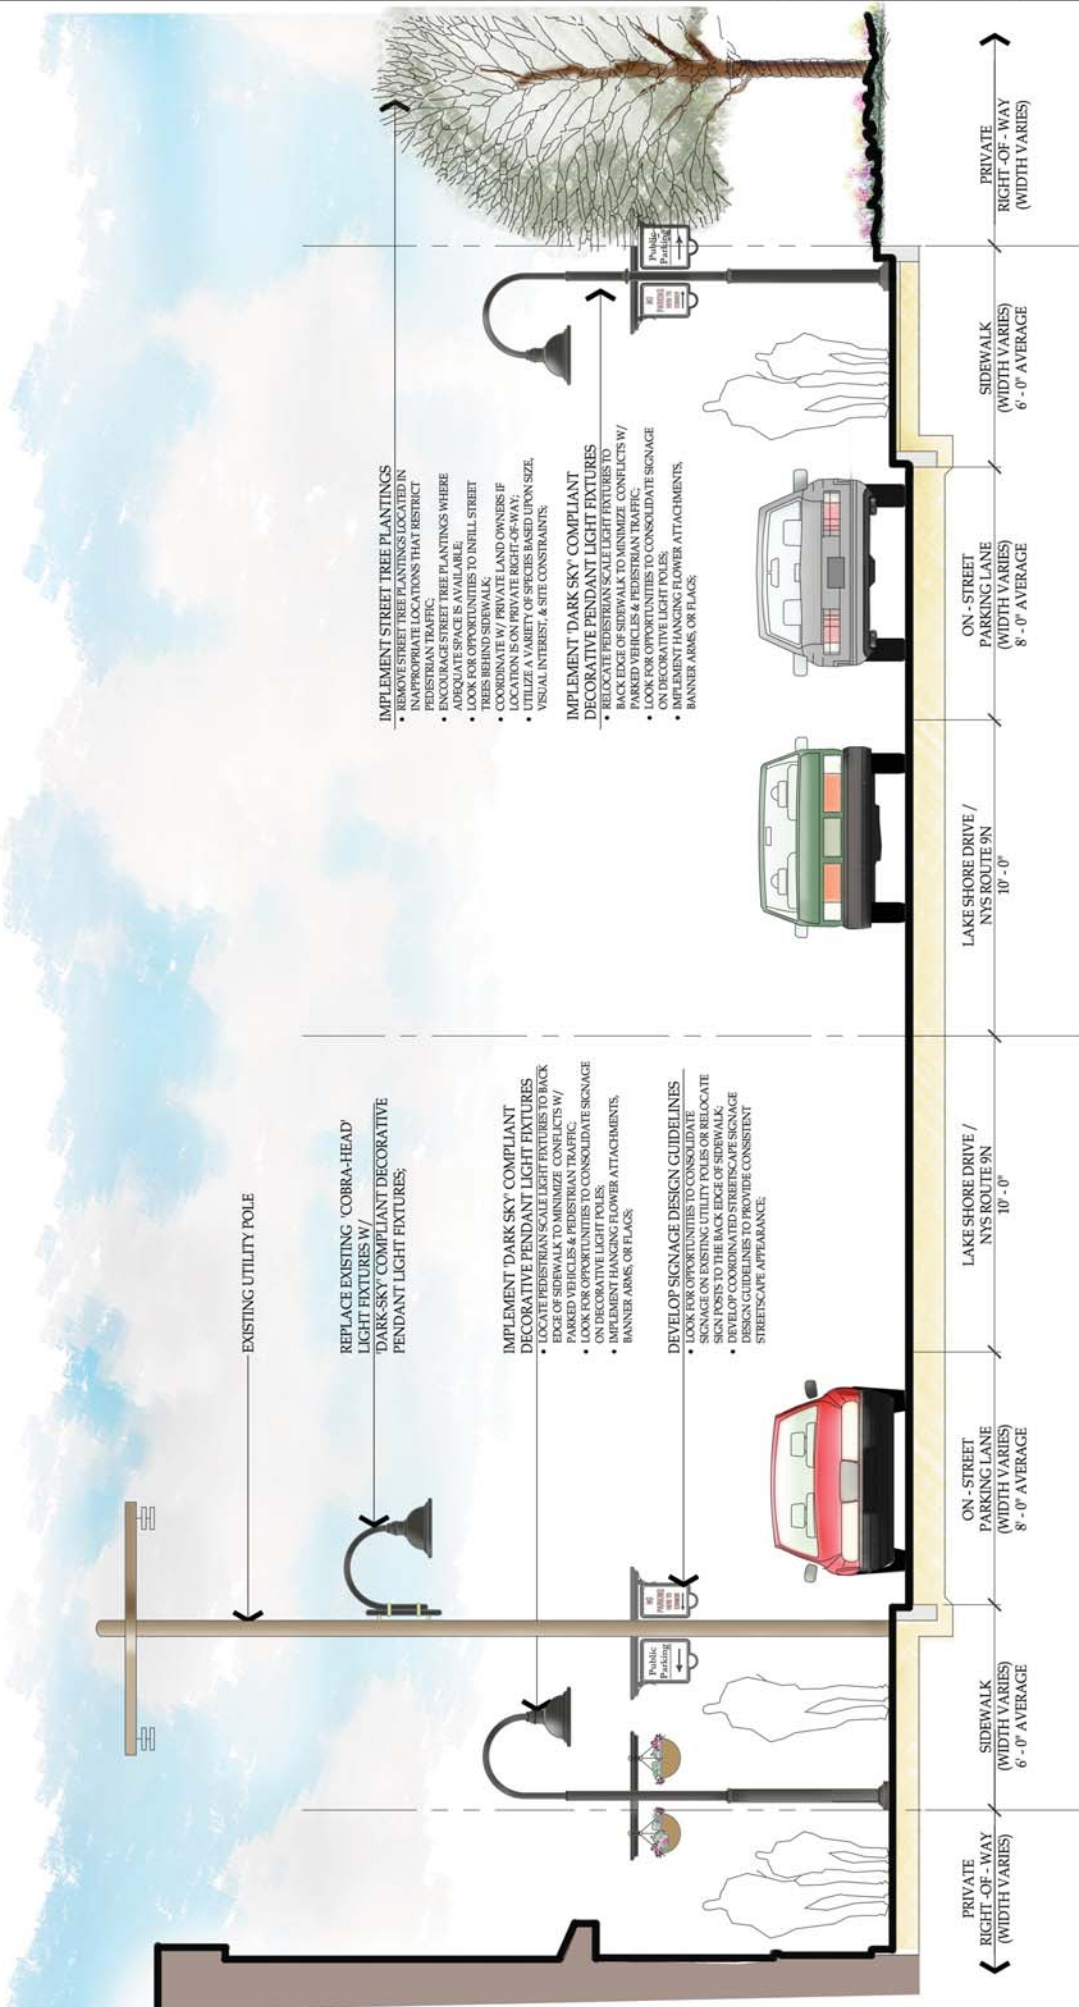 EXISTING UTILITY POLE
REPLACE EXISTING 'COBRA-HEAD'
LIGHT FIXTURES W/
'DARK-SKY' COMPLIANT DECORATIVE
PENDANT LIGHT FIXTURES;
IMPLEMENT 'DARK SKY' COMPLIANT
DECORATIVE PENDANT LIGHT FIXTURES
• LOCATE PEDESTRIAN SCALE LIGHT FIXTURES TO BACK
EDGE OF SIDEWALK TO MINIMIZE CONFLICTS W/
PARKED VEHICLES & PEDESTRIAN TRAFFIC;
• LOOK FOR OPPORTUNITIES TO CONSOLIDATE SIGNAGE
ON DECORATIVE LIGHT POLES;
• IMPLEMENT HANGING FLOWER ATTACHMENTS,
BANNER ARMS, OR FLAGS;
DEVELOP SIGNAGE DESIGN GUIDELINES
• LOOK FOR OPPORTUNITIES TO CONSOLIDATE
SIGNAGE ON EXISTING UTILITY POLES OR RELOCATE
SIGN POSTS TO THE BACK EDGE OF SIDEWALK;
• DEVELOP COORDINATED STREETSCAPE SIGNAGE
DESIGN GUIDELINES TO PROVIDE CONSISTENT
STREETSCAPE APPEARANCE;
IMPLEMENT STREET TREE PLANTINGS
• REMOVE STREET TREE PLANTINGS LOCATED IN
INAPPROPRIATE LOCATIONS THAT RESTRICT
PEDESTRIAN TRAFFIC;
• ENCOURAGE STREET TREE PLANTINGS WHERE
ADEQUATE SPACE IS AVAILABLE;
• LOOK FOR OPPORTUNITIES TO INFILL STREET
TREES BEHIND SIDEWALK;
• COORDINATE W/ PRIVATE LAND OWNERS IF
LOCATION IS ON PRIVATE RIGHT-OF-WAY;
• UTILIZE A VARIETY OF SPECIES BASED UPON SIZE,
VISUAL INTEREST, & SITE CONSTRAINTS;
IMPLEMENT 'DARK SKY' COMPLIANT
DECORATIVE PENDANT LIGHT FIXTURES
• RELOCATE PEDESTRIAN SCALE LIGHT FIXTURES TO
BACK EDGE OF SIDEWALK TO MINIMIZE CONFLICTS W/
PARKED VEHICLES & PEDESTRIAN TRAFFIC;
• LOOK FOR OPPORTUNITIES TO CONSOLIDATE SIGNAGE
ON DECORATIVE LIGHT POLES;
• IMPLEMENT HANGING FLOWER ATTACHMENTS,
BANNER ARMS, OR FLAGS;
Public
Parking
NO
PARKING
HERE TO
CORNER
NO
PARKING
HERE TO
CORNER
Public
Parking
PRIVATE
RIGHT -OF - WAY
(WIDTH VARIES)
SIDEWALK
(WIDTH VARIES)
6' - 0" AVERAGE
ON - STREET
PARKING LANE
(WIDTH VARIES)
8' - 0" AVERAGE
LAKE SHORE DRIVE /
NYS ROUTE 9N
10' - 0"
LAKE SHORE DRIVE /
NYS ROUTE 9N
10' - 0"
ON - STREET
PARKING LANE
(WIDTH VARIES)
8' - 0" AVERAGE
SIDEWALK
(WIDTH VARIES)
6' - 0" AVERAGE
PRIVATE
RIGHT -OF - WAY
(WIDTH VARIES)